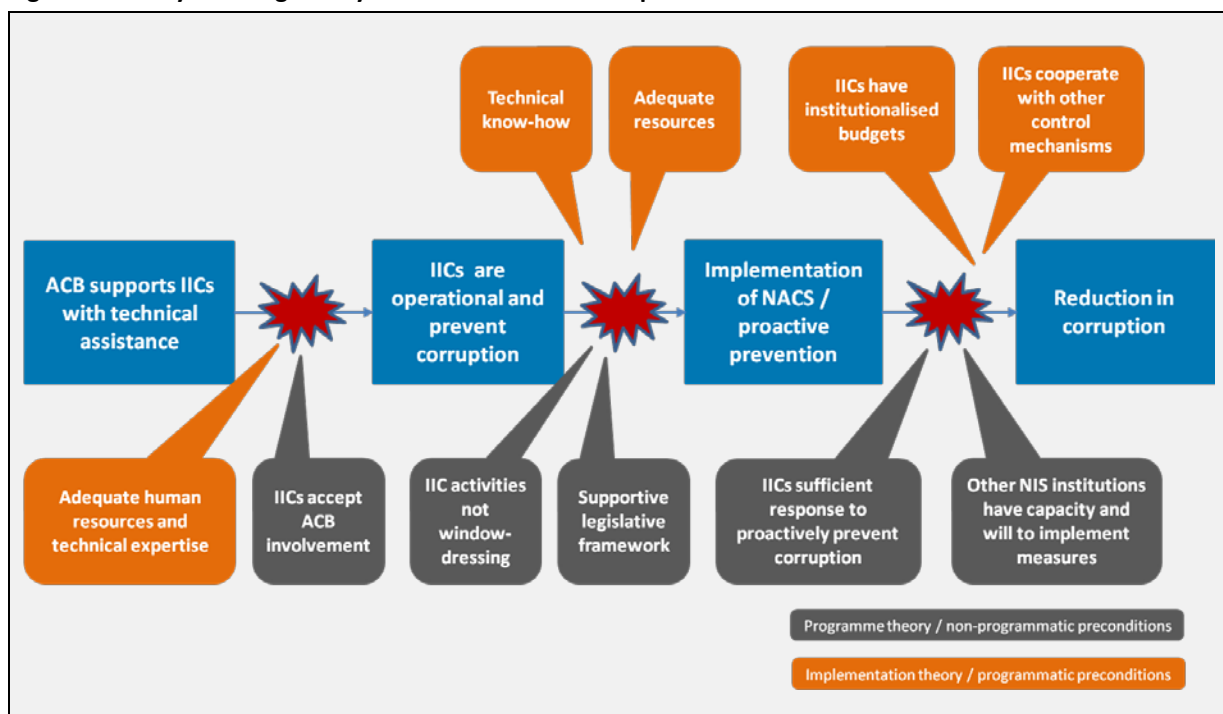 Technical
know-how
Adequate
resources
IICs have
institutionalised
budgets
IICs cooperate
with other
control
mechanisms
ACB supports IICs
with technical
assistance
IICs are
operational and
prevent
corruption
Implementation
of NACS /
proactive
prevention
Reduction in
corruption
Adequate human
resources and
technical expertise
IICs accept
ACB
involvement
IIC activities
not
window-
dressing
Supportive
legislative
framework
IICs sufficient
response to
proactively prevent
corruption
Other NIS institutions
have capacity and
will to implement
measures
Programme theory / non-programmatic preconditions
Implementation theory / programmatic preconditions